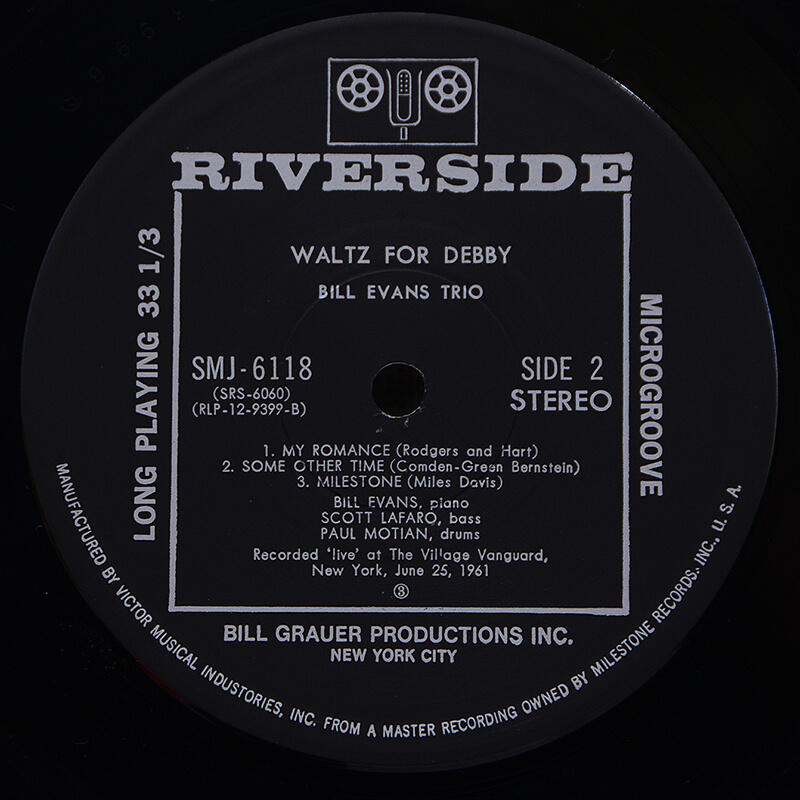 RIVERSIDE
WALTZ FOR DEBBY
BILL EVANS TRIO
LONG PLAYING 33 1/3
MICROGROOVE
SMJ-6118
(SRS-6060)
(RLP-12-9399-B)
SIDE 2
STEREO
1. MY ROMANCE (Rodgers and Hart)
2. SOME OTHER TIME (Comden-Green Bernstein)
3. MILESTONE (Miles Davis)
BILL EVANS, piano
SCOTT LAFARO, bass
PAUL MOTIAN, drums
Recorded 'live' at The Village Vanguard,
New York, June 25, 1961
BILL GRAUER PRODUCTIONS INC.
NEW YORK CITY
MANUFACTURED BY VICTOR MUSICAL INDUSTRIES, INC. FROM A MASTER RECORDING OWNED BY MILESTONE RECORDS. INC., U. S. A.